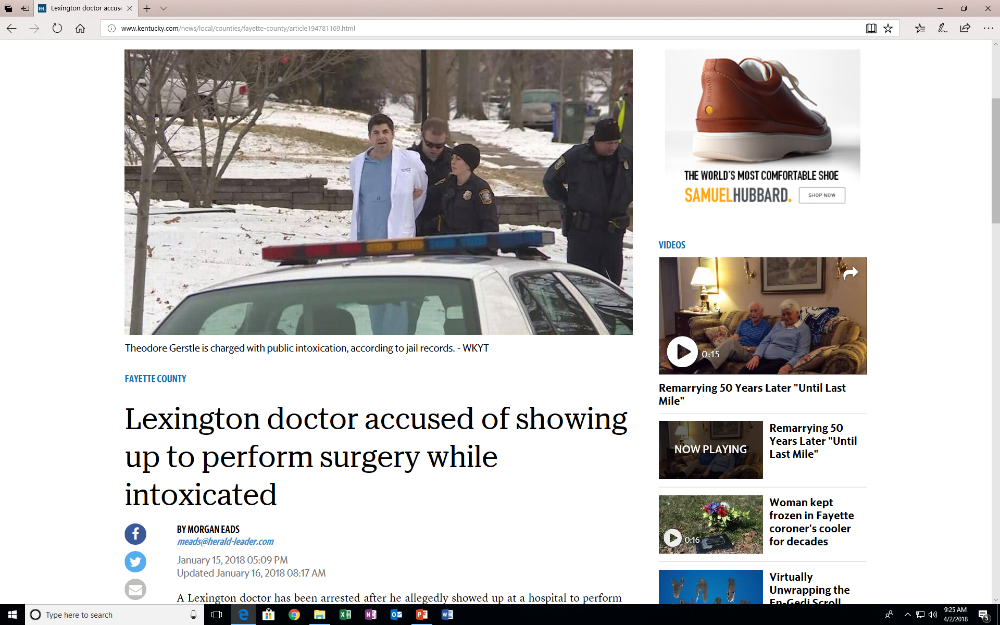 Lexington doctor accus
www.kentucky.com/news/local/counties/fayette-county/article194781169.html
HUBBARD
THE WORLD'S MOST COMFORTABLE SHOE
SAMUELHUBBARD.
SHOP NOW
Theodore Gerstle is charged with public intoxication, according to jail records. - WKYT
FAYETTE COUNTY
Lexington doctor accused of showing
up to perform surgery while
intoxicated
f
BY MORGAN EADS
meads@herald-leader.com
January 15, 2018 05:09 PM
Updated January 16, 2018 08:17 AM
A Lexington doctor has been arrested after he allegedly showed up at a hospital to perform
VIDEOS
0:15
Remarrying 50 Years Later "Until Last
Mile"
NOW PLAYING
Remarrying 50
Years Later "Until
Last Mile"
0:16
Woman kept
frozen in Fayette
coroner's cooler
for decades
Virtually
Unwrapping the
En-Gedi Scroll
Type here to search
9:25 AM
4/2/2018
5